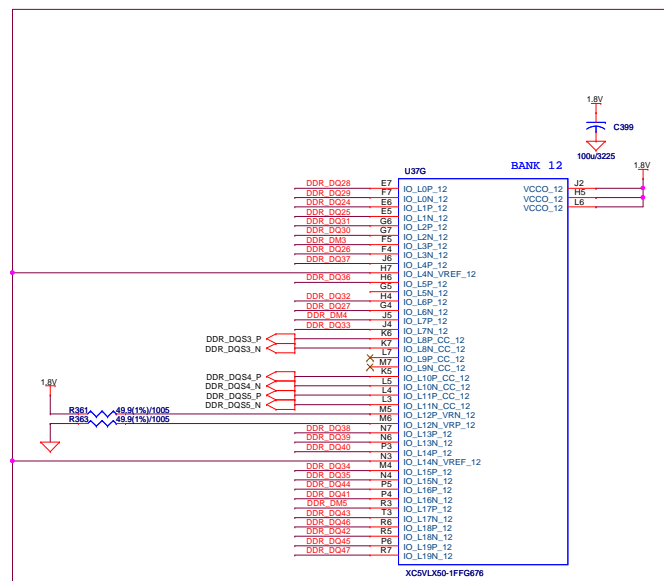 1.8V
C399
100u/3225
1.8V
U37G
BANK 12
DDR_DQ28 E7 IO_L0P_12 VCCO_12 J2
DDR_DQ29 F7 IO_L0N_12 VCCO_12 H5
DDR_DQ24 E6 IO_L1P_12 VCCO_12 L6
DDR_DQ25 E5 IO_L1N_12
DDR_DQ31 G6 IO_L2P_12
DDR_DQ30 G7 IO_L2N_12
DDR_DM3 F5 IO_L3P_12
DDR_DQ26 F4 IO_L3N_12
DDR_DQ37 J6 IO_L4P_12
H7 IO_L4N_VREF_12
DDR_DQ36 H6 IO_L5P_12
G5 IO_L5N_12
DDR_DQ32 H4 IO_L6P_12
DDR_DQ27 G4 IO_L6N_12
DDR_DM4 J5 IO_L7P_12
DDR_DQ33 J4 IO_L7N_12
DDR_DQS3_P K6 IO_L8P_CC_12
DDR_DQS3_N K7 IO_L8N_CC_12
L7 IO_L9P_CC_12
M7 IO_L9N_CC_12
DDR_DQS4_P K5 IO_L10P_CC_12
DDR_DQS4_N L5 IO_L10N_CC_12
DDR_DQS5_P L4 IO_L11P_CC_12
DDR_DQS5_N L3 IO_L11N_CC_12
1.8V
R361 49.9(1%)/1005 M5 IO_L12P_VRN_12
R363 49.9(1%)/1005 M6 IO_L12N_VRP_12
DDR_DQ38 N7 IO_L13P_12
DDR_DQ39 N6 IO_L13N_12
DDR_DQ40 P3 IO_L14P_12
N3 IO_L14N_VREF_12
DDR_DQ34 M4 IO_L15P_12
DDR_DQ35 N4 IO_L15N_12
DDR_DQ44 P5 IO_L16P_12
DDR_DQ41 P4 IO_L16N_12
DDR_DM5 R3 IO_L17P_12
DDR_DQ43 T3 IO_L17N_12
DDR_DQ46 R6 IO_L18P_12
DDR_DQ42 R5 IO_L18N_12
DDR_DQ45 P6 IO_L19P_12
DDR_DQ47 R7 IO_L19N_12
XC5VLX50-1FFG676